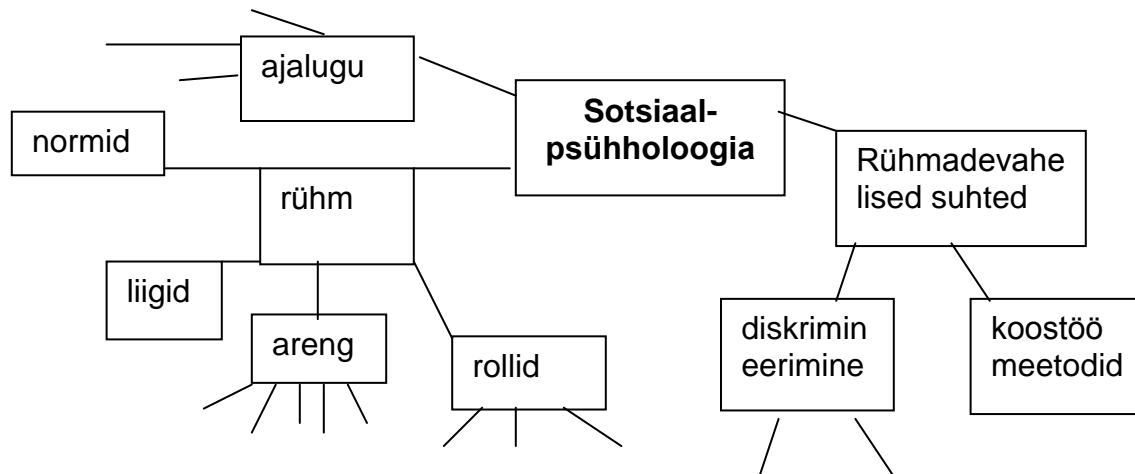 ajalugu
Sotsiaal-
psühholoogia
normid
rühm
Rühmadevahe
lised suhted
liigid
areng
rollid
diskrimin
eerimine
koostöö
meetodid